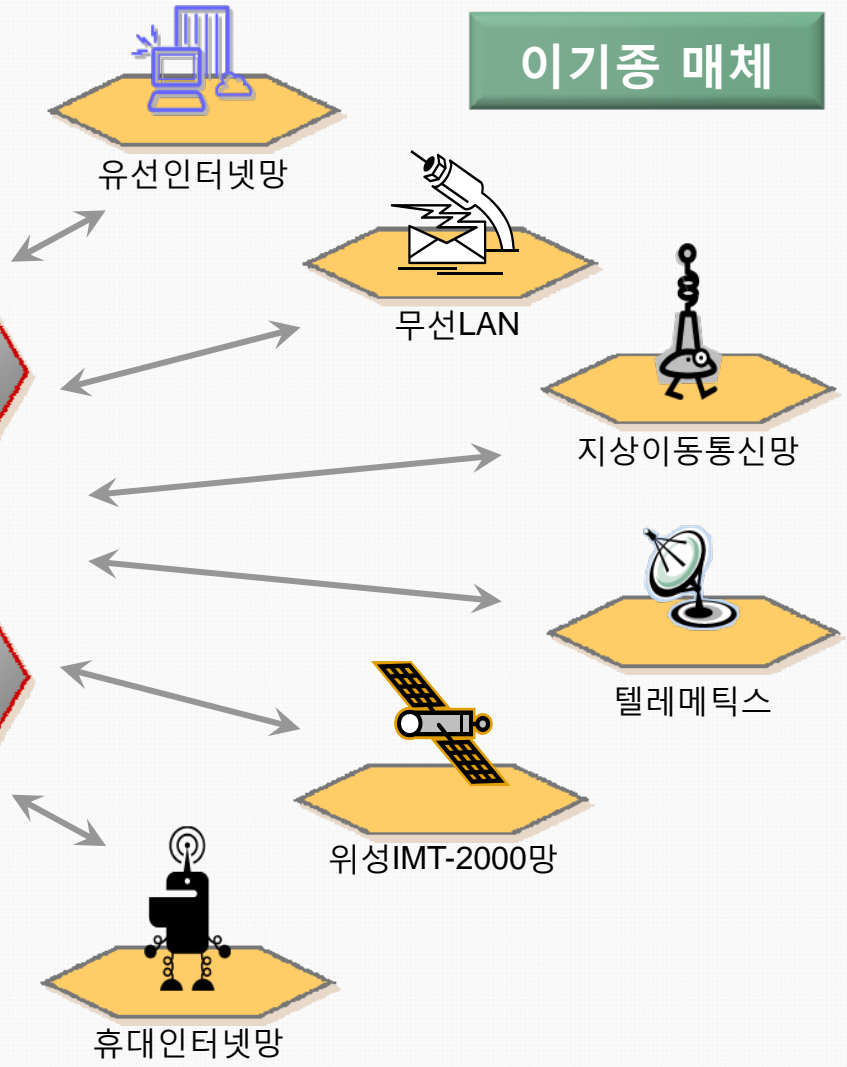 이기종 매체
유선인터넷망
무선LAN
지상이동통신망
텔레메틱스
위성IMT-2000망
휴대인터넷망